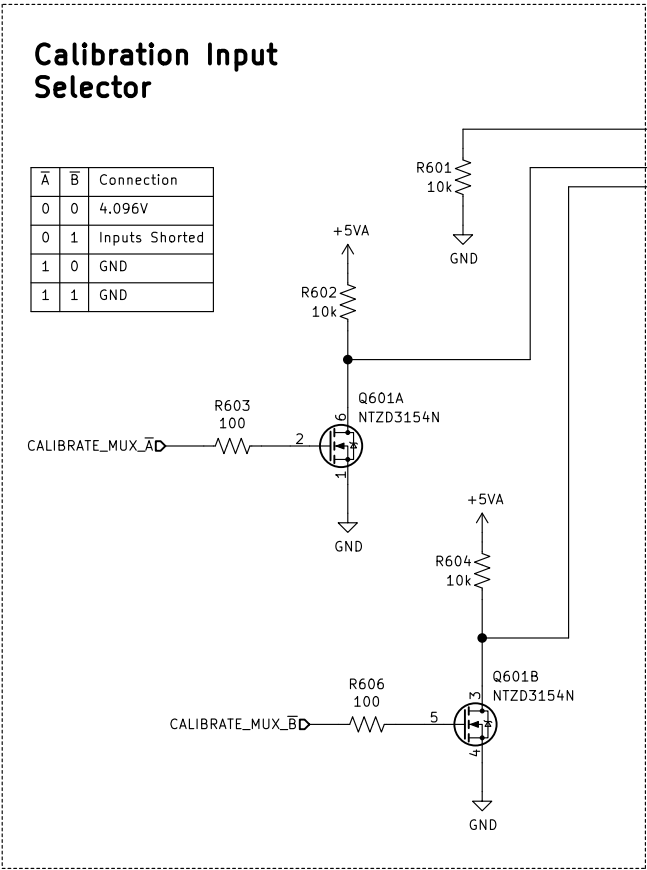 Calibration Input
Selector
A̅ B̅ Connection
0 0 4.096V
0 1 Inputs Shorted
1 0 GND
1 1 GND
R601
10k
GND
+5VA
R602
10k
Q601A
NTZD3154N
6
R603
100
CALIBRATE_MUX_A̅
2
1
GND
+5VA
R604
10k
Q601B
NTZD3154N
3
R606
100
CALIBRATE_MUX_B̅
5
4
GND